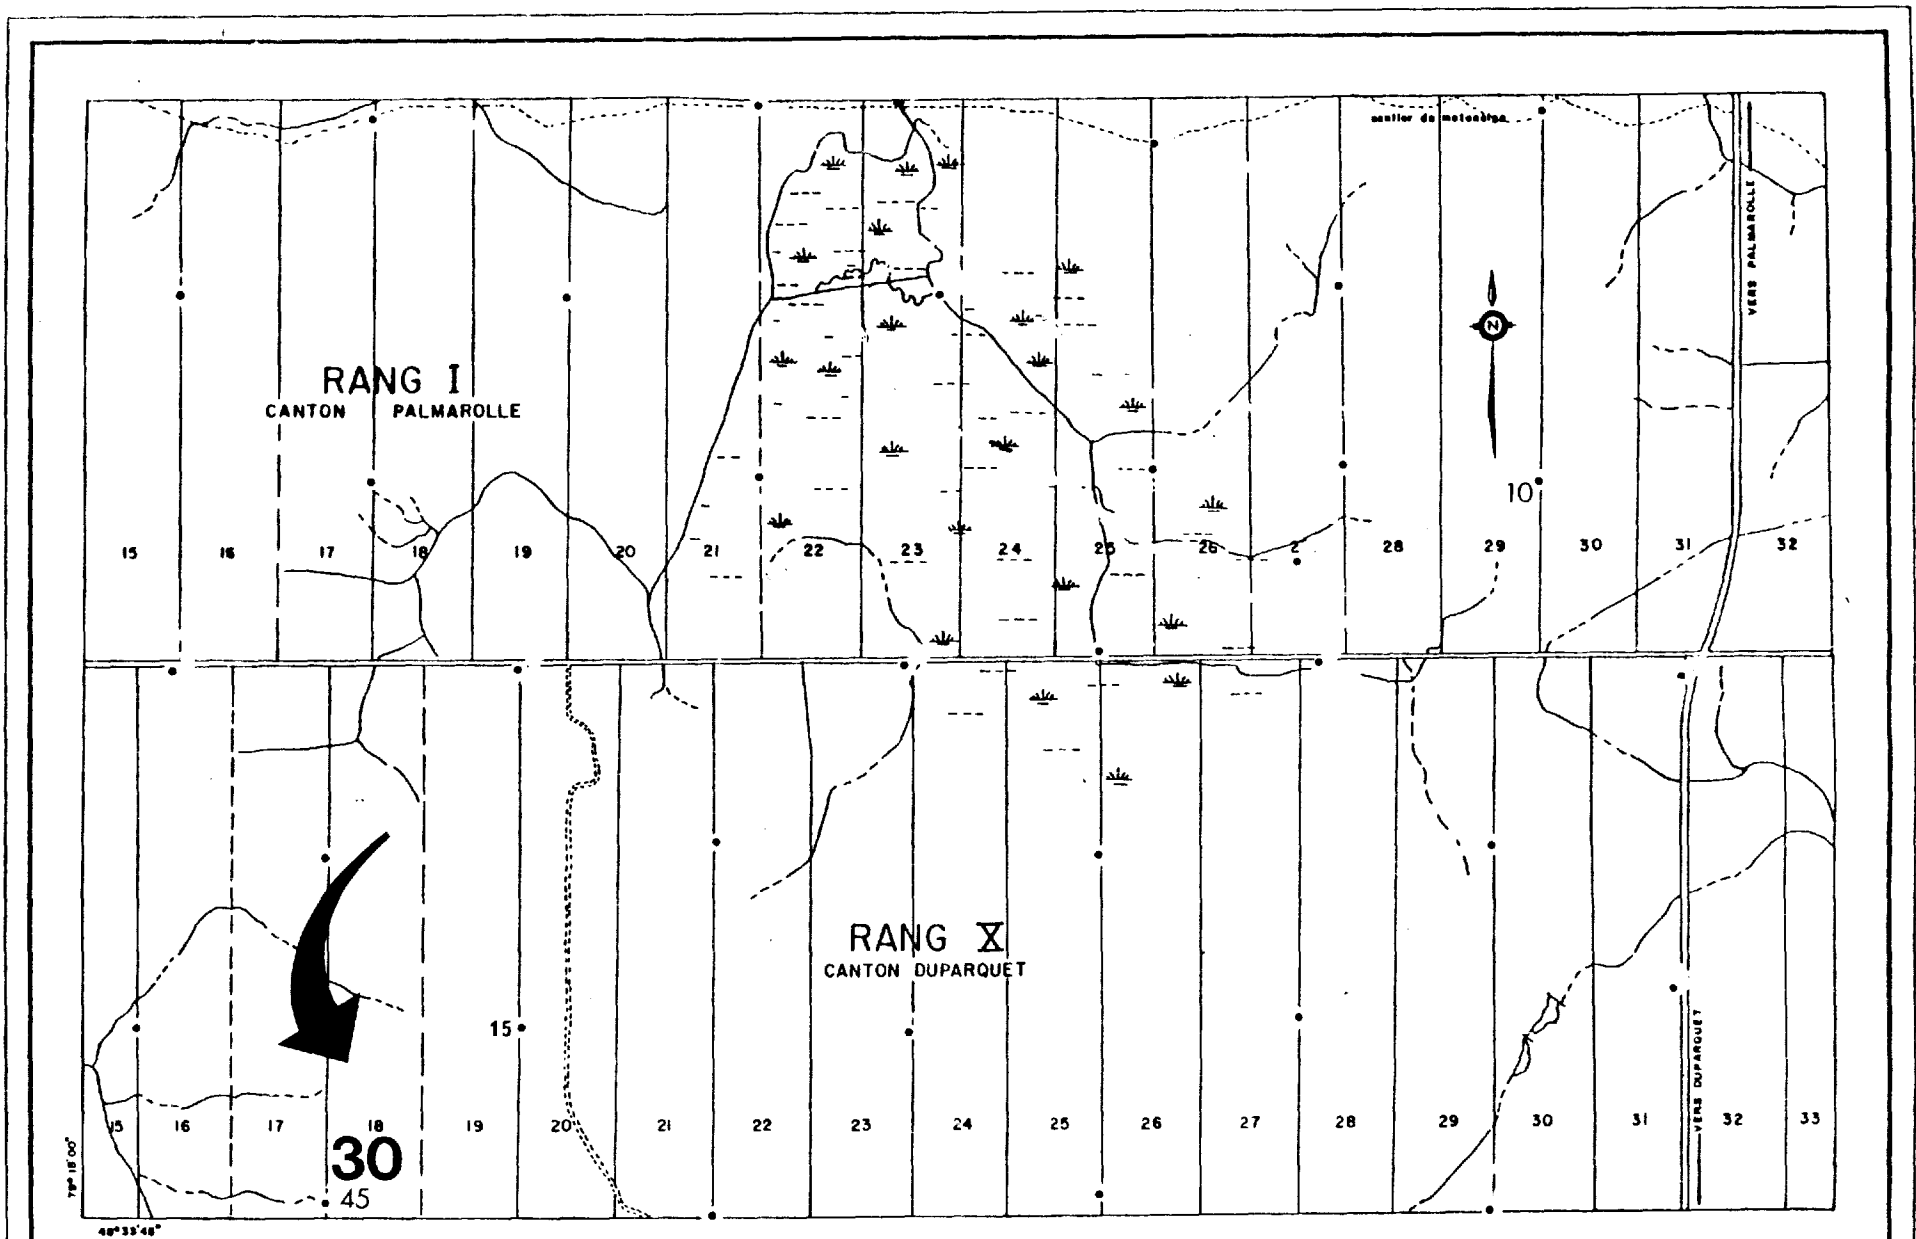 sentier de motoneige
VERS PALMAROLLE
N
RANG I
CANTON PALMAROLLE
10
15 16 17 18 19 20 21 22 23 24 25 26 2 28 29 30 31 32
RANG X
CANTON DUPARQUET
15
VERS DUPARQUET
15 16 17 18 19 20 21 22 23 24 25 26 27 28 29 30 31 32 33
30
45
79° 18' 00"
48° 33' 48"